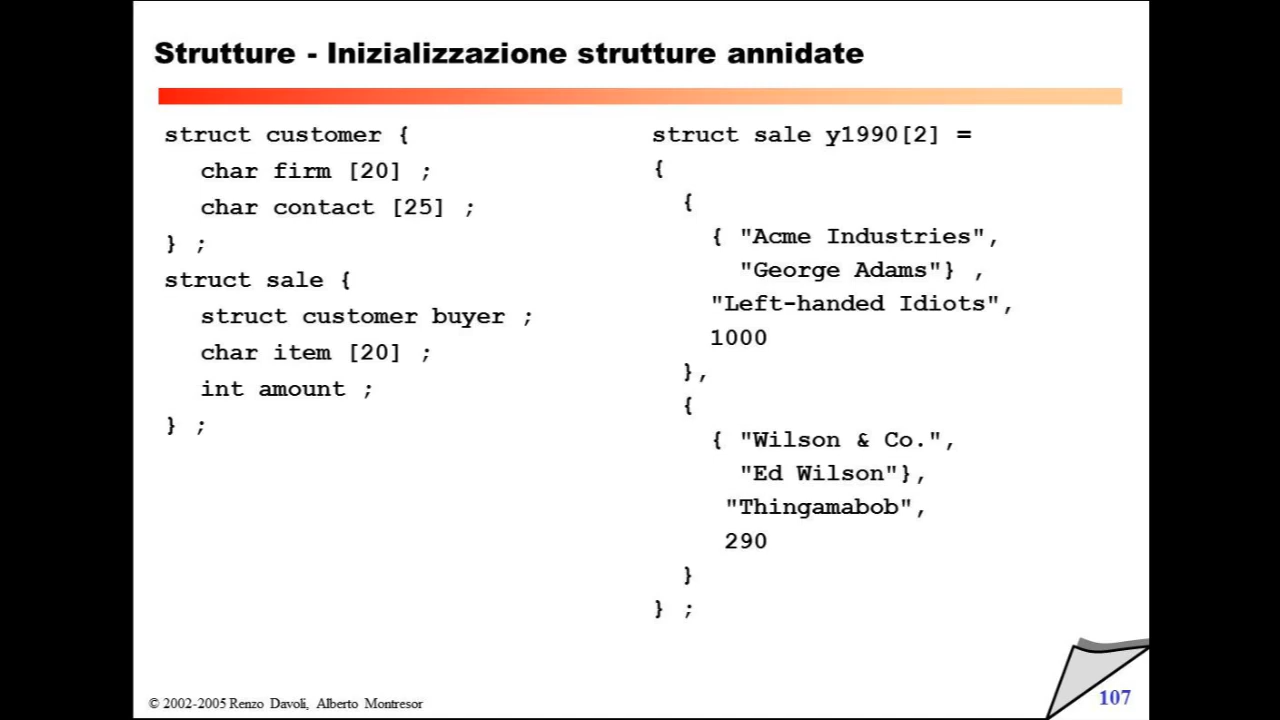 Strutture - Inizializzazione strutture annidate
struct customer {
char firm [20] ;
char contact [25] ;
} ;
struct sale {
struct customer buyer ;
char item [20] ;
int amount ;
} ;
struct sale y1990[2] =
{
{
{ "Acme Industries",
"George Adams"} ,
"Left-handed Idiots",
1000
},
{
{ "Wilson & Co.",
"Ed Wilson"},
"Thingamabob",
290
}
} ;
© 2002-2005 Renzo Davoli, Alberto Montresor
107